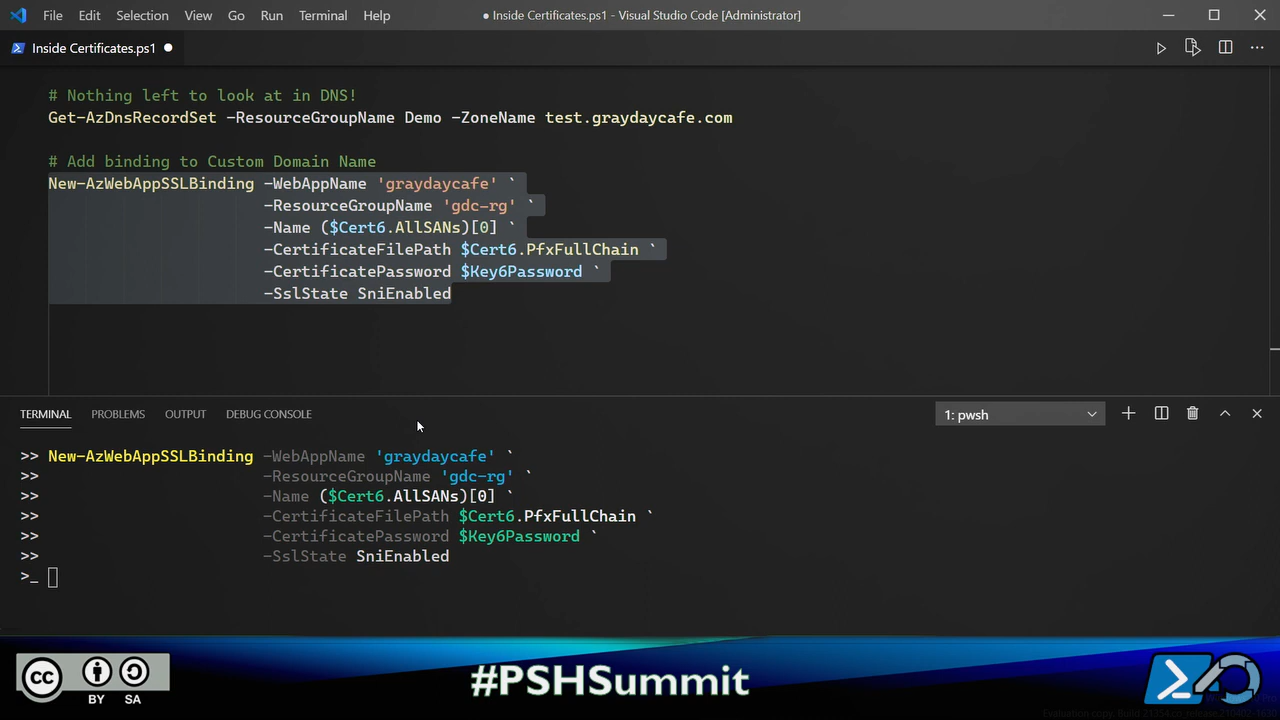 File Edit Selection View Go Run Terminal Help
● Inside Certificates.ps1 - Visual Studio Code [Administrator]
Inside Certificates.ps1 ●
# Nothing left to look at in DNS!
Get-AzDnsRecordSet -ResourceGroupName Demo -ZoneName test.graydaycafe.com
# Add binding to Custom Domain Name
New-AzWebAppSSLBinding -WebAppName 'graydaycafe' `
-ResourceGroupName 'gdc-rg' `
-Name ($Cert6.AllSANs)[0] `
-CertificateFilePath $Cert6.PfxFullChain `
-CertificatePassword $Key6Password `
-SslState SniEnabled
TERMINAL PROBLEMS OUTPUT DEBUG CONSOLE
1: pwsh
>> New-AzWebAppSSLBinding -WebAppName 'graydaycafe' `
>> -ResourceGroupName 'gdc-rg' `
>> -Name ($Cert6.AllSANs)[0] `
>> -CertificateFilePath $Cert6.PfxFullChain `
>> -CertificatePassword $Key6Password `
>> -SslState SniEnabled
>_
cc
BY SA
#PSHSummit